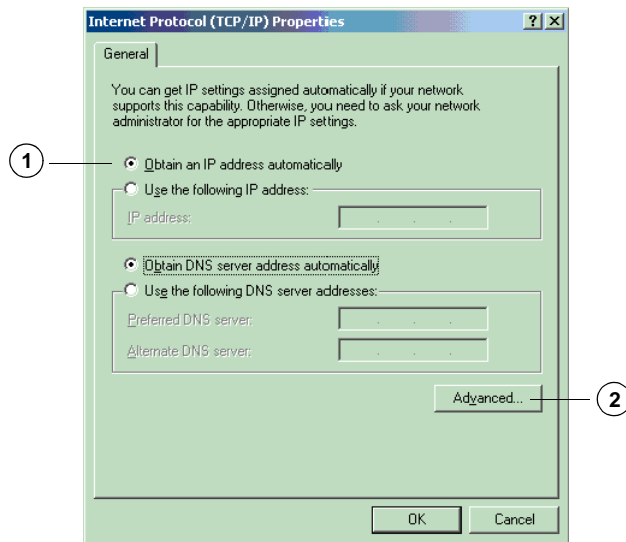 Internet Protocol (TCP/IP) Properties
General
You can get IP settings assigned automatically if your network
supports this capability. Otherwise, you need to ask your network
administrator for the appropriate IP settings.
1
Obtain an IP address automatically
Use the following IP address:
IP address:
Obtain DNS server address automatically
Use the following DNS server addresses:
Preferred DNS server:
Alternate DNS server:
Advanced...
2
OK
Cancel